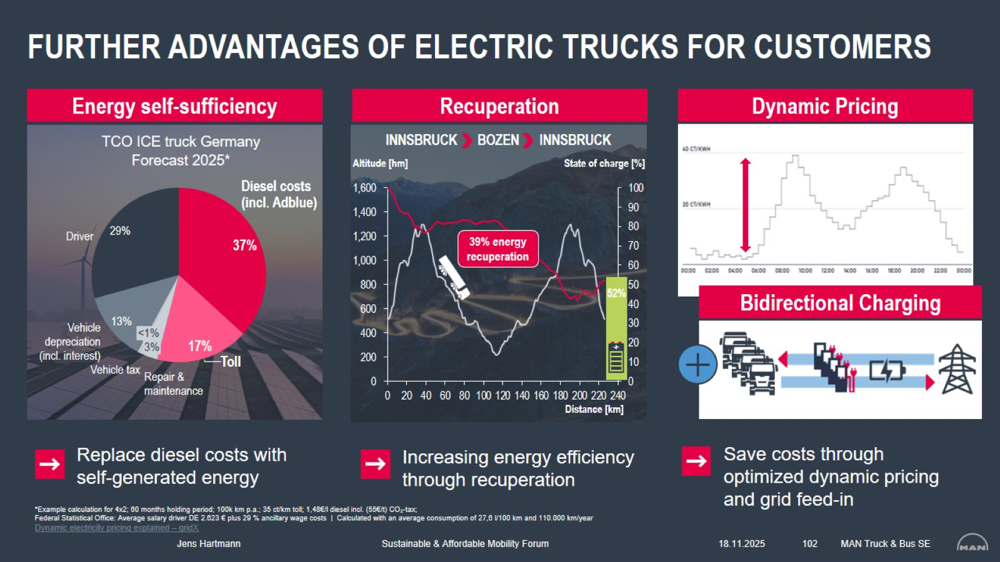 FURTHER ADVANTAGES OF ELECTRIC TRUCKS FOR CUSTOMERS
Energy self-sufficiency
TCO ICE truck Germany
Forecast 2025*
Diesel costs
(incl. Adblue)
37%
Driver
29%
13%
<1%
3%
17%
Vehicle
depreciation
(incl. interest)
Vehicle tax
Repair &
maintenance
Toll
Replace diesel costs with
self-generated energy
Recuperation
INNSBRUCK BOZEN INNSBRUCK
Altitude [hm]
State of charge [%]
1,600
1,400
1,200
1,000
800
600
400
200
0
100
90
80
70
60
50
40
30
20
10
0
39% energy
recuperation
52%
0 20 40 60 80 100 120 140 160 180 200 220 240
Distance [km]
Increasing energy efficiency
through recuperation
Dynamic Pricing
40 CT/KWH
20 CT/KWH
00:00 02:00 04:00 06:00 08:00 10:00 12:00 14:00 16:00 18:00 20:00 22:00 00:00
Bidirectional Charging
Save costs through
optimized dynamic pricing
and grid feed-in
*Example calculation for 4x2; 60 months holding period; 100k km p.a.; 35 ct/km toll; 1,48€/l diesel incl. (55€/t) CO₂-tax;
Federal Statistical Office: Average salary driver DE 2.623 € plus 29 % ancillary wage costs | Calculated with an average consumption of 27,6 l/100 km and 110.000 km/year
Dynamic electricity pricing explained – gridX
Jens Hartmann
Sustainable & Affordable Mobility Forum
18.11.2025
102
MAN Truck & Bus SE
MAN